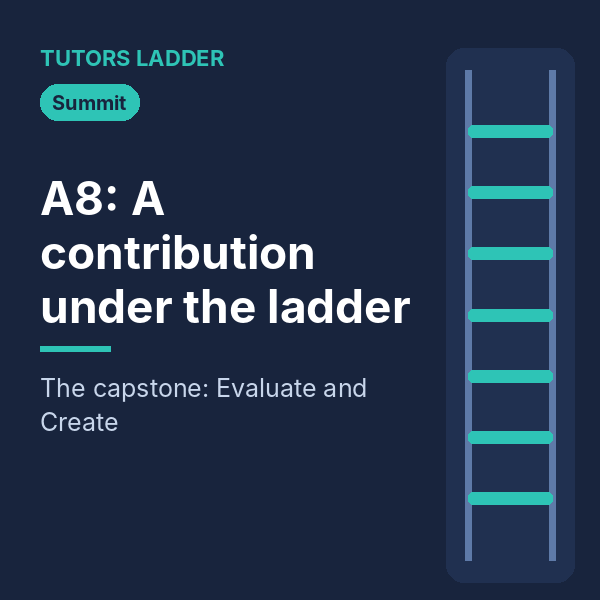 TUTORS LADDER
Summit
A8: A
contribution
under the ladder
The capstone: Evaluate and
Create